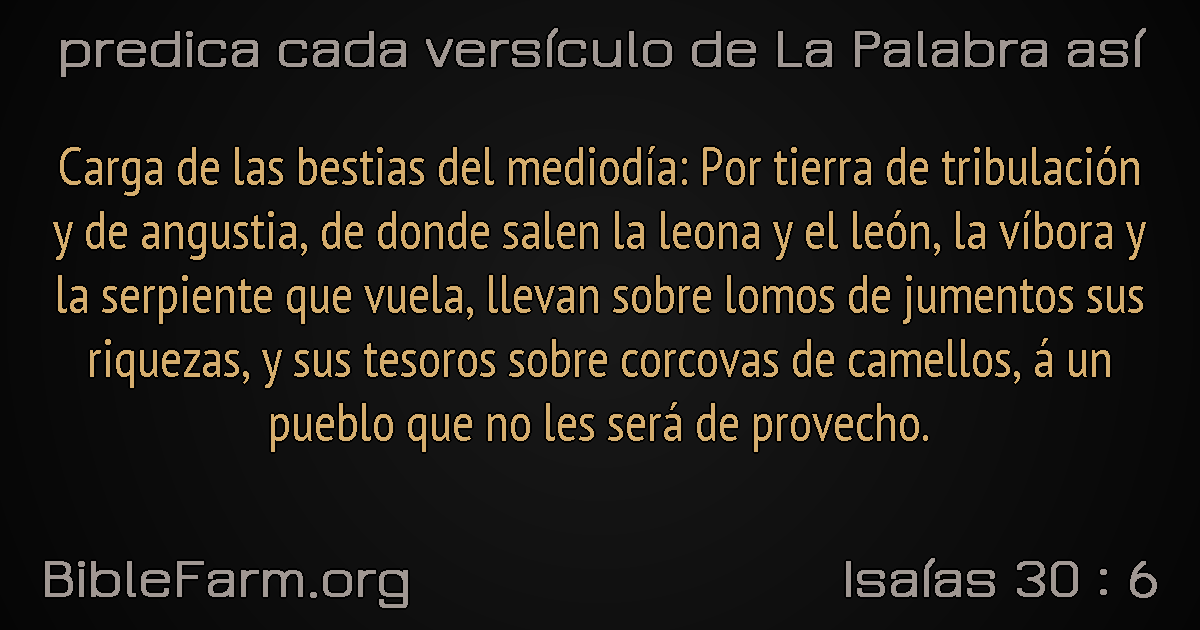 predica cada versículo de La Palabra así
Carga de las bestias del mediodía: Por tierra de tribulación
y de angustia, de donde salen la leona y el león, la víbora y
la serpiente que vuela, llevan sobre lomos de jumentos sus
riquezas, y sus tesoros sobre corcovas de camellos, á un
pueblo que no les será de provecho.
BibleFarm.org
Isaías 30 : 6